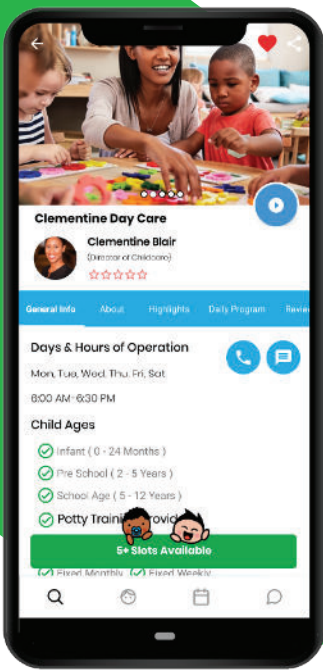 Clementine Day Care
Clementine Blair
(Director of Childcare)
General Info About Highlights Daily Program Review
Days & Hours of Operation
Mon, Tue, Wed, Thu, Fri, Sat
6:00 AM-6:30 PM
Child Ages
Infant ( 0 - 24 Months )
Pre School ( 2 - 5 Years )
School Age ( 5 - 12 Years )
Potty Traini Provid
5+ Slots Available
Fixed Monthly Fixed Weekly